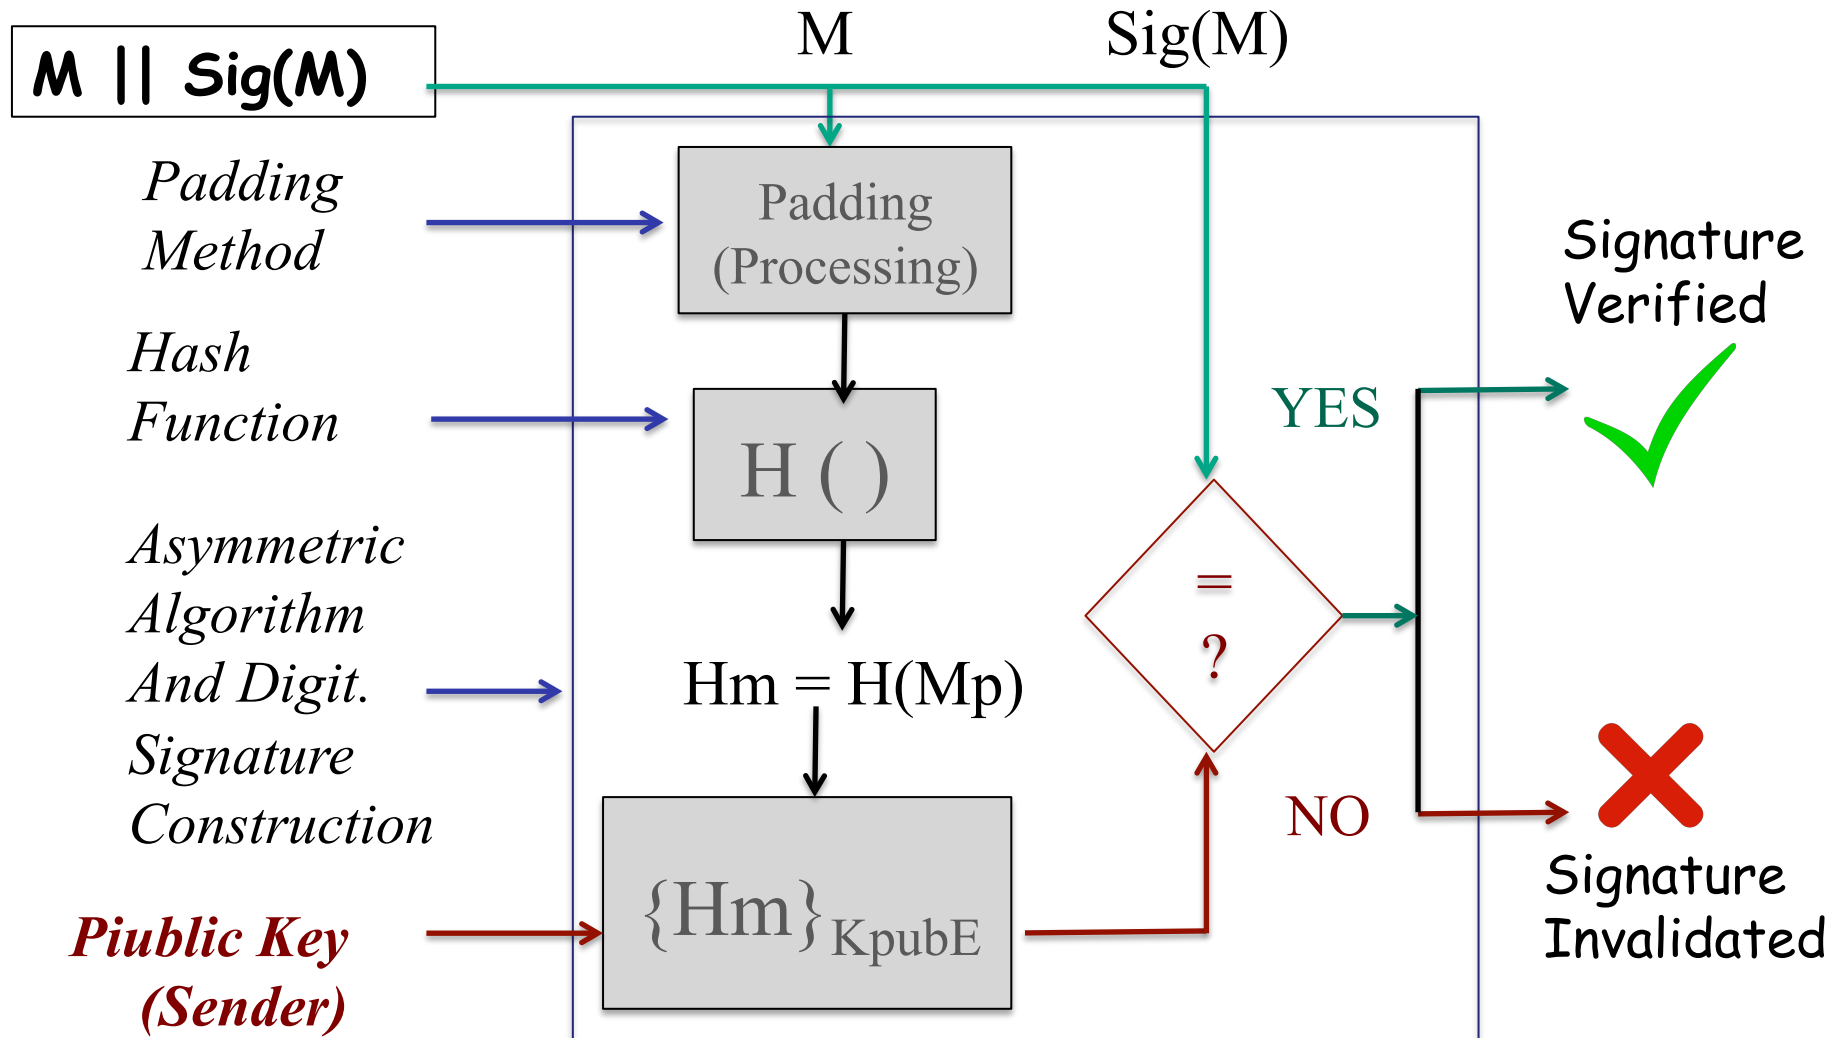 M || Sig(M)
M
Sig(M)
Padding
Method
Padding
(Processing)
Hash
Function
H ( )
Asymmetric
Algorithm
And Digit.
Signature
Construction
Hm = H(Mp)
Piublic Key
(Sender)
{Hm}KpubE
=
?
YES
NO
Signature
Verified
Signature
Invalidated